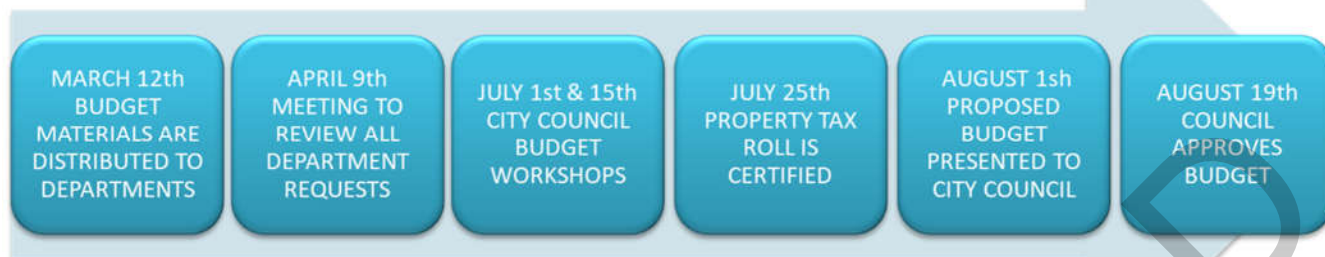 MARCH 12th
BUDGET
MATERIALS ARE
DISTRIBUTED TO
DEPARTMENTS
APRIL 9th
MEETING TO
REVIEW ALL
DEPARTMENT
REQUESTS
JULY 1st & 15th
CITY COUNCIL
BUDGET
WORKSHOPS
JULY 25th
PROPERTY TAX
ROLL IS
CERTIFIED
AUGUST 1sh
PROPOSED
BUDGET
PRESENTED TO
CITY COUNCIL
AUGUST 19th
COUNCIL
APPROVES
BUDGET